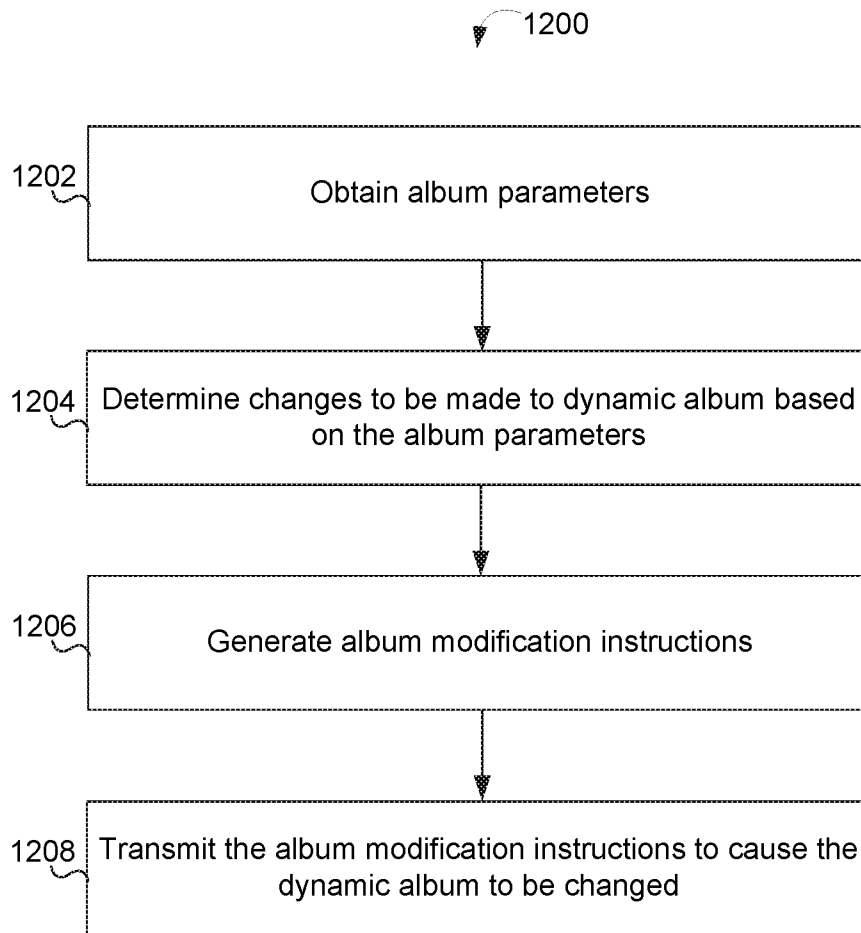 1200
1202
Obtain album parameters
1204
Determine changes to be made to dynamic album based
on the album parameters
1206
Generate album modification instructions
1208
Transmit the album modification instructions to cause the
dynamic album to be changed